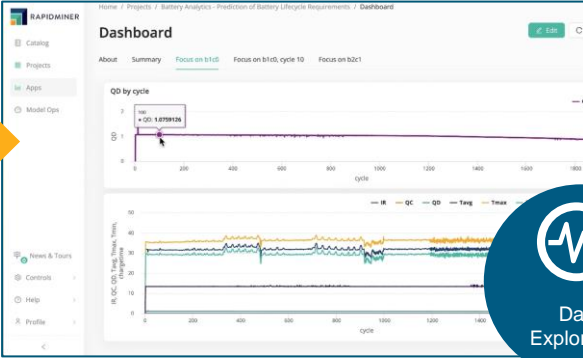 Home / Projects / Battery Analytics - Prediction of Battery Lifecycle Requirements / Dashboard
RAPIDMINER
Dashboard
Edit
Catalog
Projects
Apps
Model Ops
About Summary Focus on b1c0 Focus on b1c0, cycle 10 Focus on b2c1
QD by cycle
100
QD: 1.0759126
QD
2
1
0
0 200 400 600 800 1000 1200 1400 1600 1800
cycle
IR QC QD Tavg Tmax
IR, QC, QD, Tavg, Tmax, Tmin,
chargetime
50
40
30
20
10
0
0 200 400 600 800 1000 1200 1400
cycle
News & Tours
Controls
Help
Profile